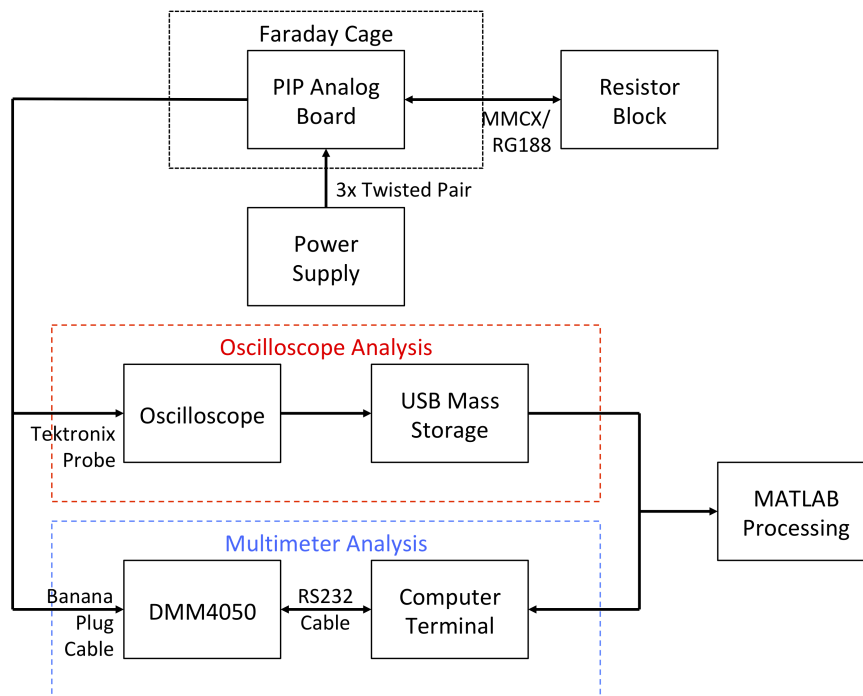 Faraday Cage
PIP Analog
Board
Resistor
Block
MMCX/
RG188
3x Twisted Pair
Power
Supply
Oscilloscope Analysis
Oscilloscope
USB Mass
Storage
Tektronix
Probe
MATLAB
Processing
Multimeter Analysis
Banana
Plug
Cable
DMM4050
RS232
Cable
Computer
Terminal